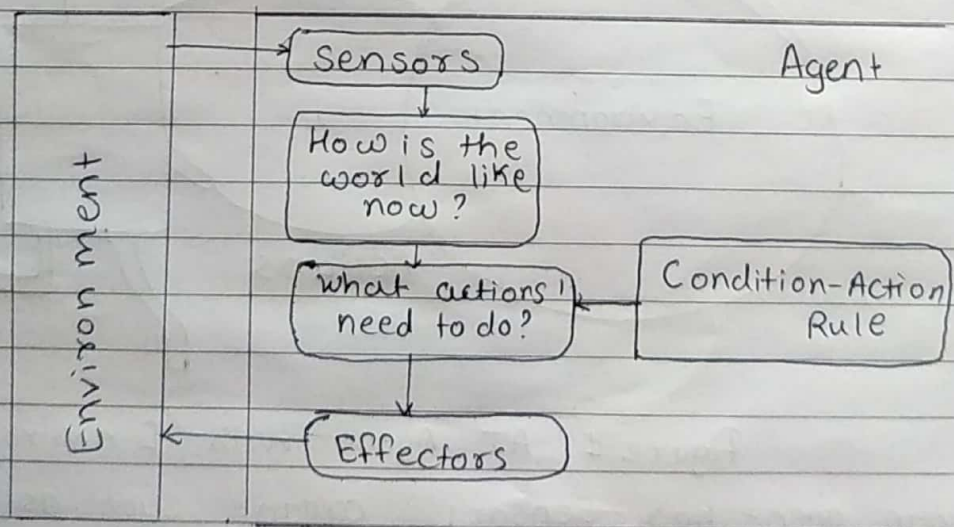 Sensors
Agent
How is the
world like
now?
Environment
What actions I
need to do?
Condition-Action
Rule
Effectors